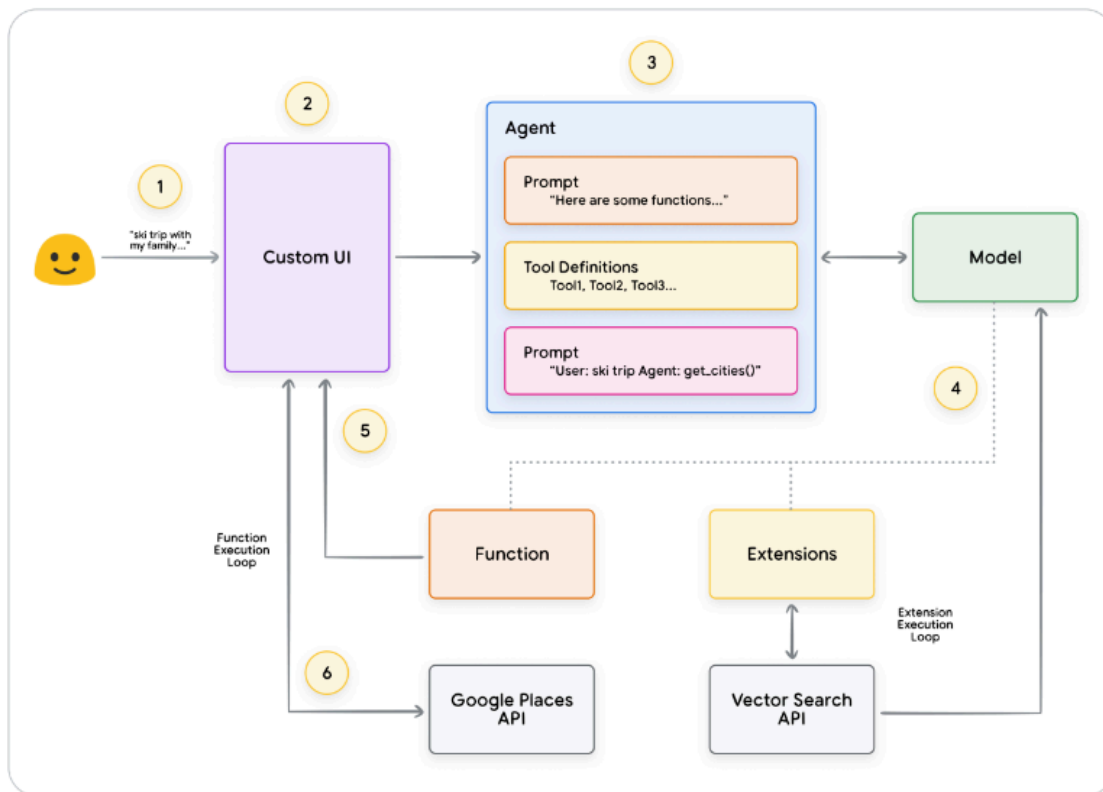 3
2
Agent
1
Prompt
"Here are some functions..."
"ski trip with
my family..."
Custom UI
Tool Definitions
Tool1, Tool2, Tool3...
Model
Prompt
"User: ski trip Agent: get_cities()"
4
5
Function
Execution
Loop
Function
Extensions
Extension
Execution
Loop
6
Google Places
API
Vector Search
API